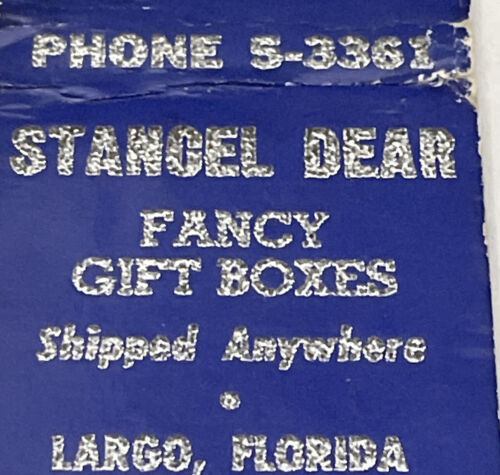 PHONE 5-3361
STANGEL DEAR
FANCY
GIFT BOXES
Shipped Anywhere
•
LARGO, FLORIDA